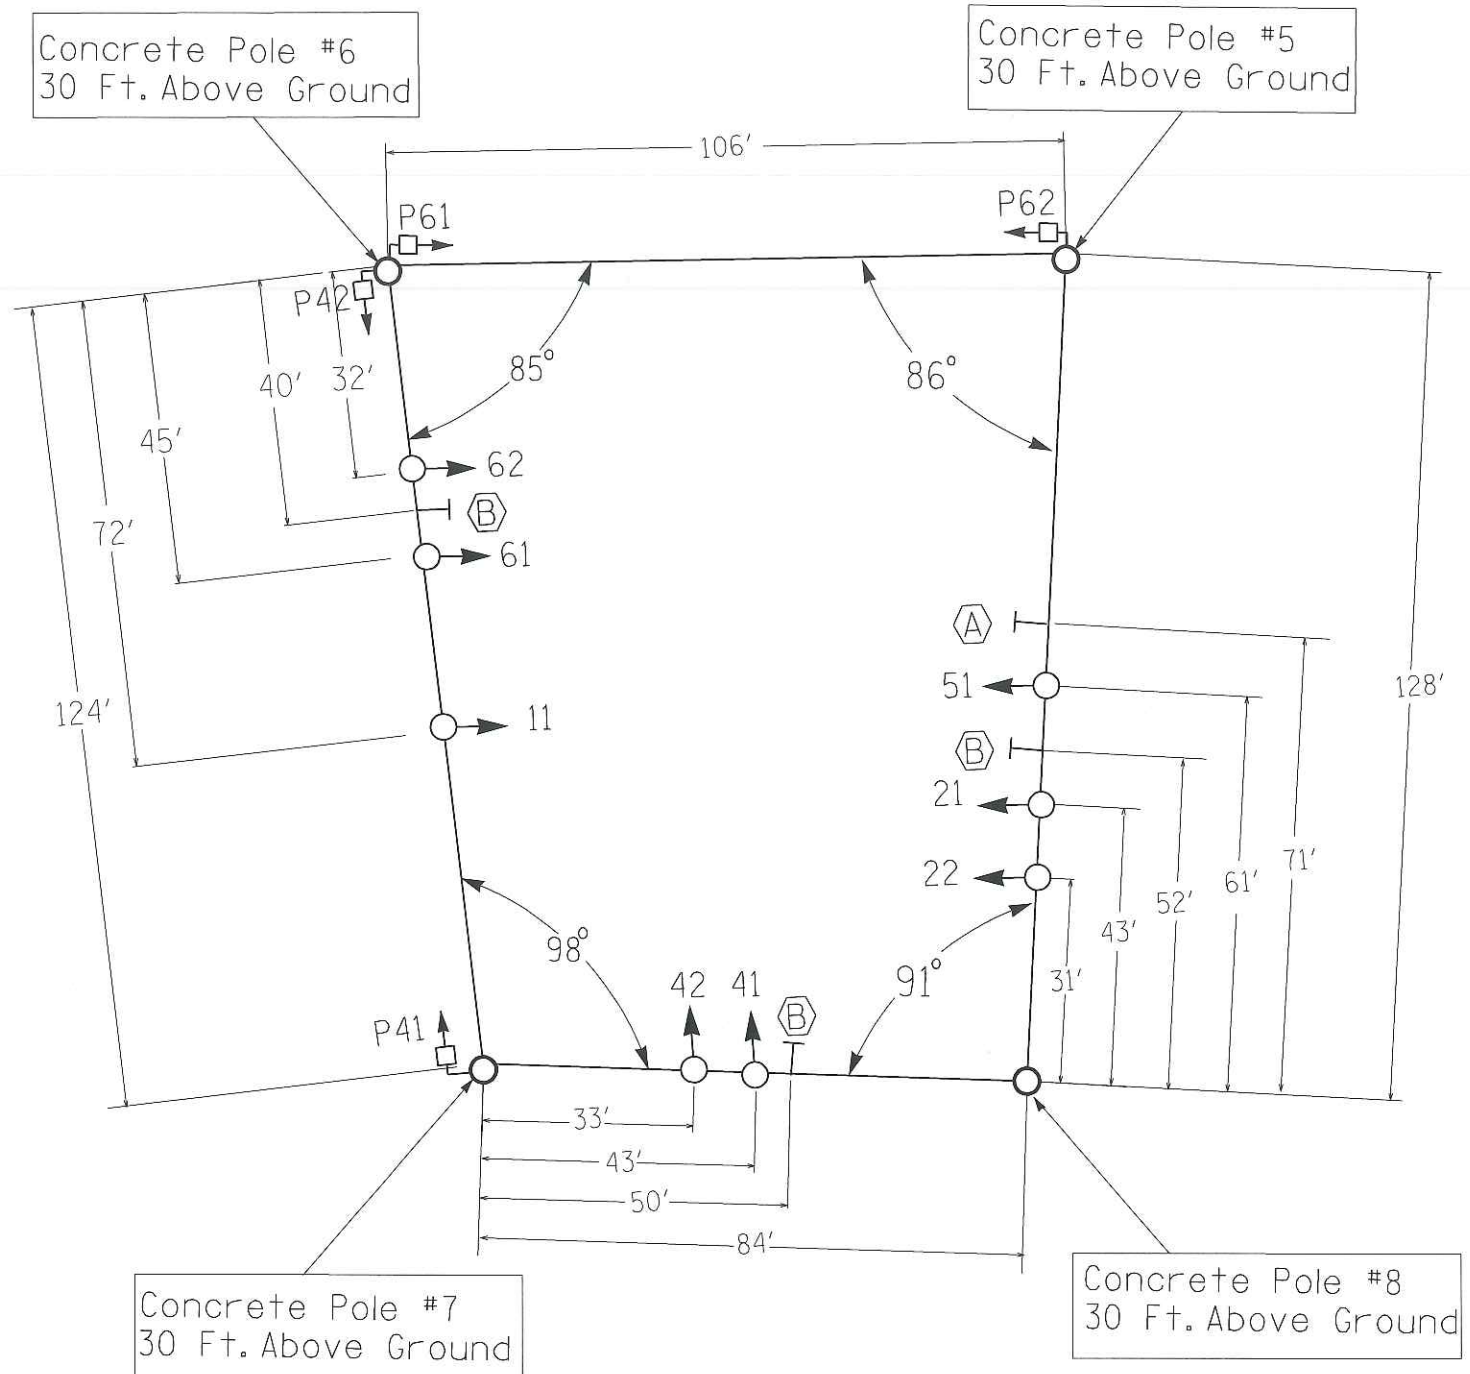 Concrete Pole #6
30 Ft. Above Ground
Concrete Pole #5
30 Ft. Above Ground
106'
P61
P62
P42
85°
86°
40'
32'
45'
62
B
61
72'
A
51
128'
124'
11
B
21
71'
22
61'
52'
43'
98°
91°
31'
42
41
B
P41
33'
43'
50'
84'
Concrete Pole #7
30 Ft. Above Ground
Concrete Pole #8
30 Ft. Above Ground